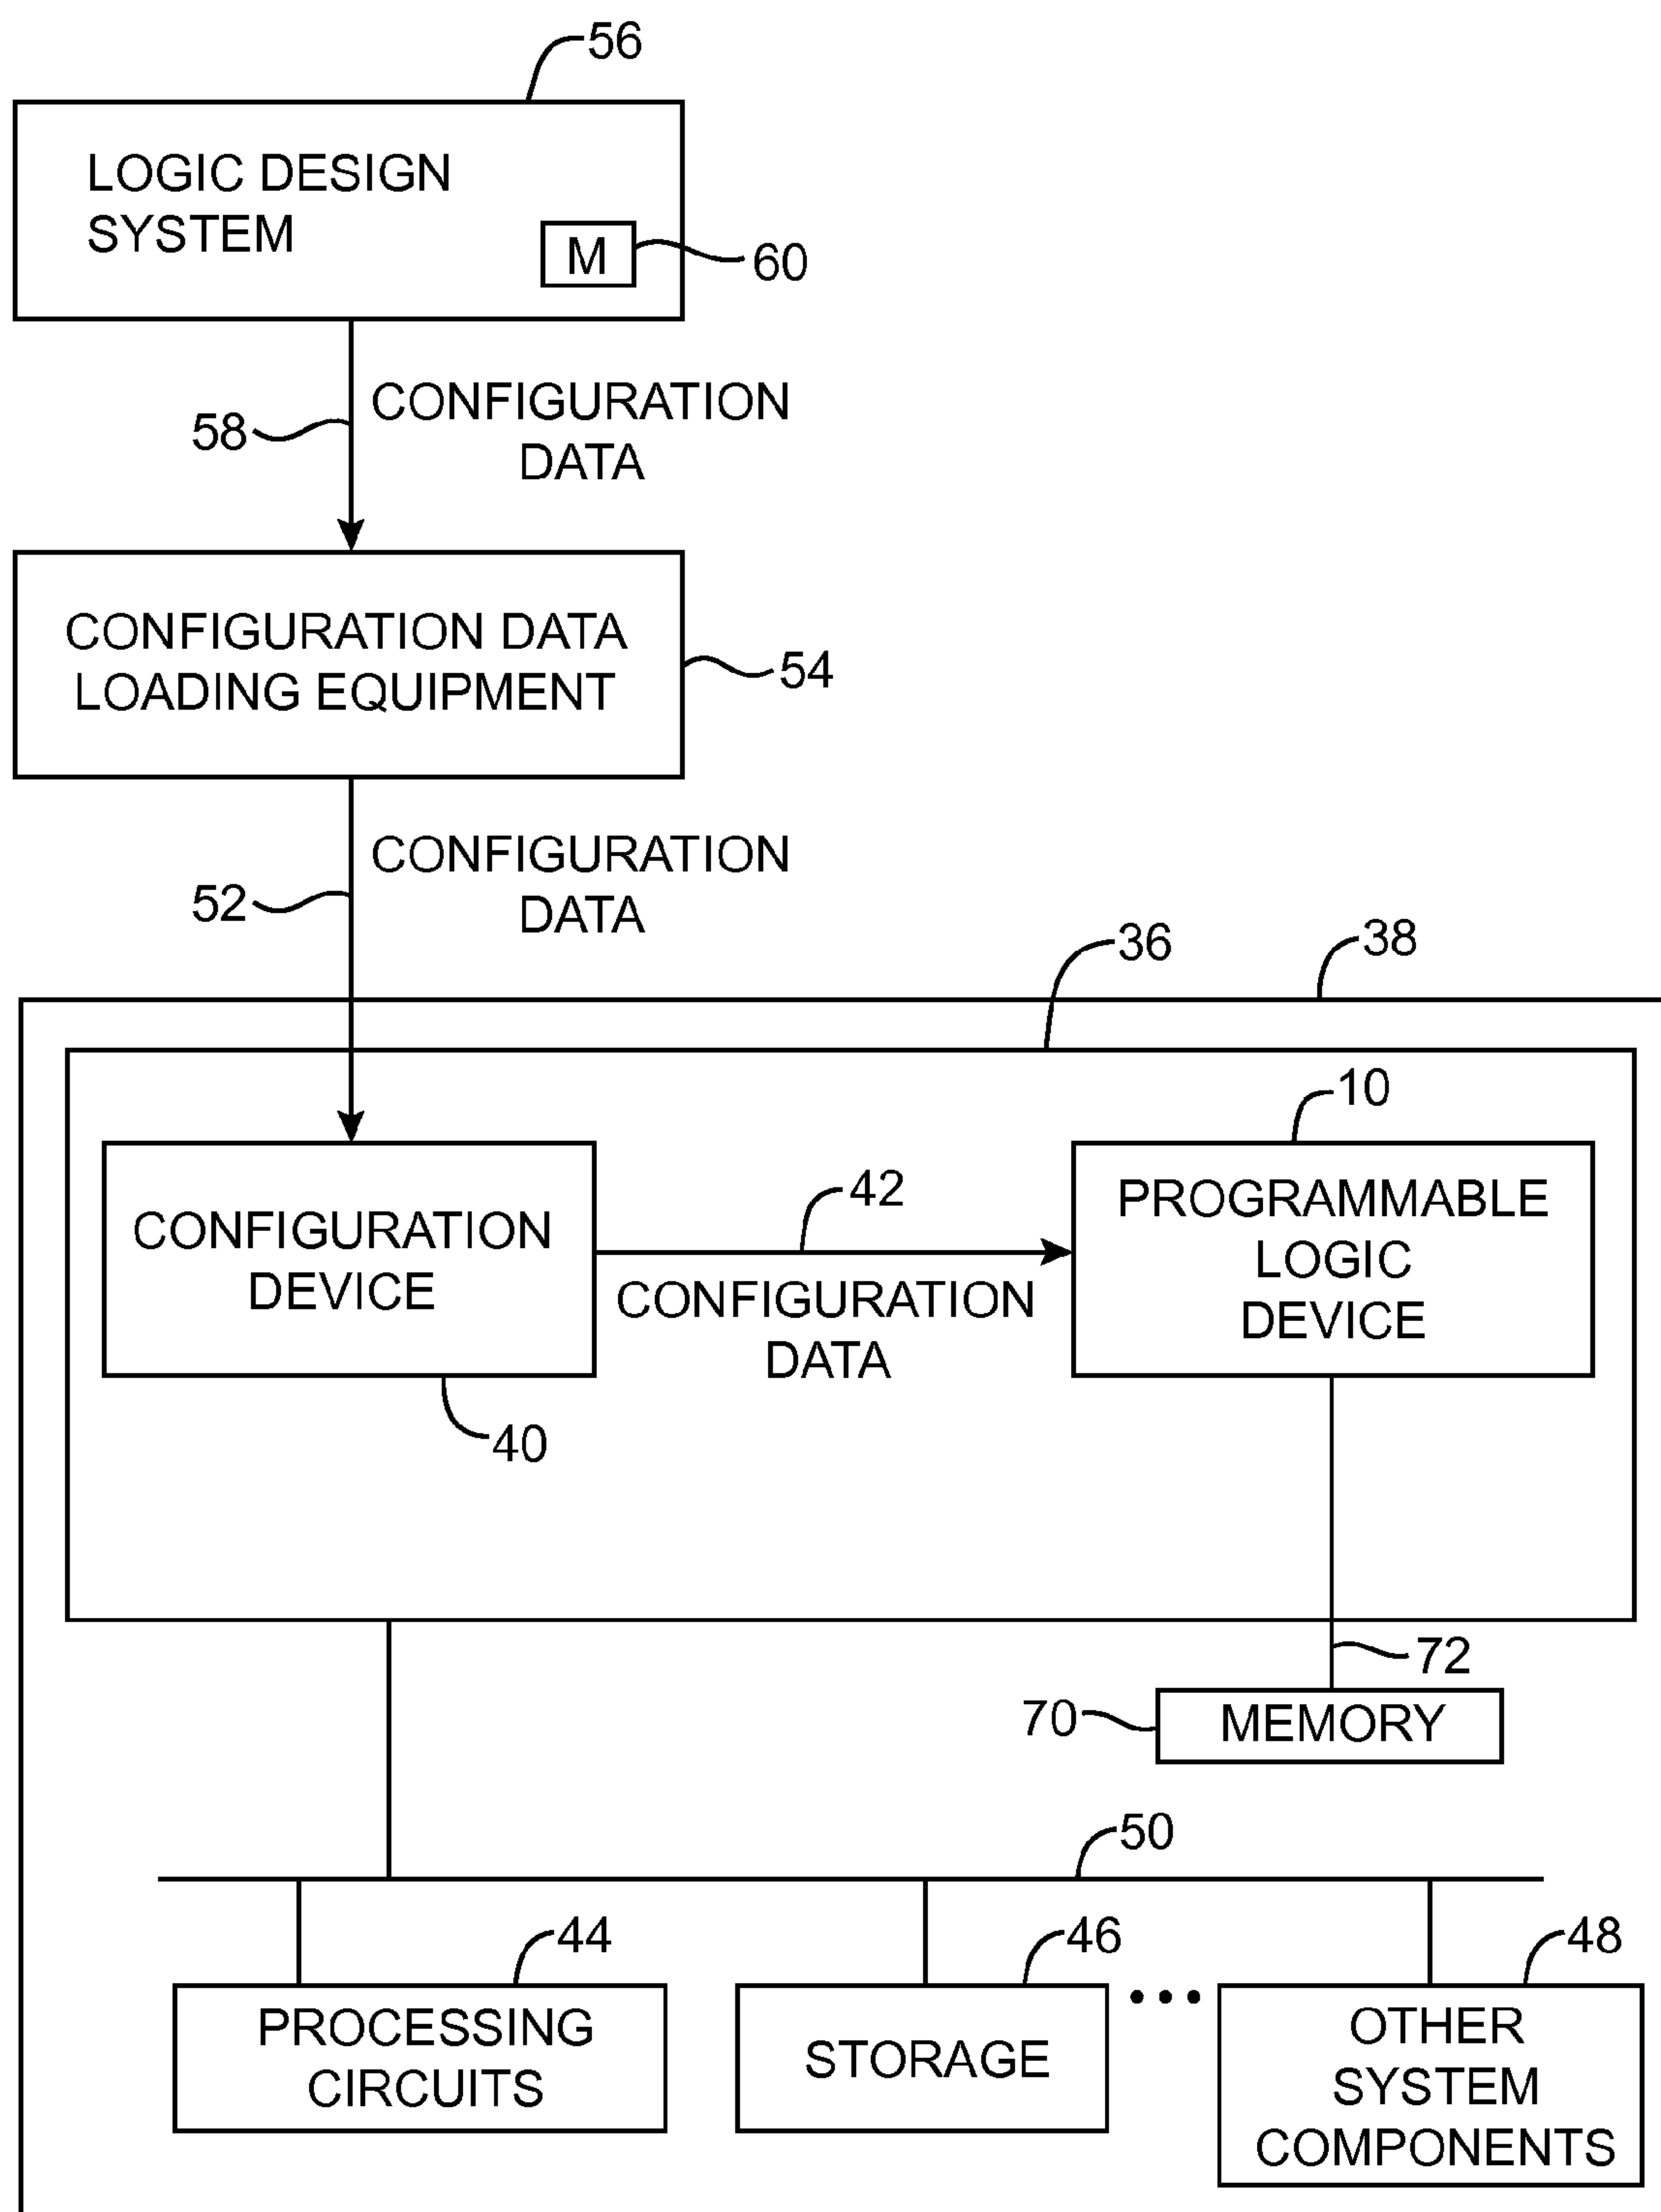 56
LOGIC DESIGN
SYSTEM
M
60
58
CONFIGURATION
DATA
CONFIGURATION DATA
LOADING EQUIPMENT
54
52
CONFIGURATION
DATA
36
38
10
CONFIGURATION
DEVICE
40
42
CONFIGURATION
DATA
PROGRAMMABLE
LOGIC
DEVICE
72
70
MEMORY
50
44
PROCESSING
CIRCUITS
46
STORAGE
48
OTHER
SYSTEM
COMPONENTS